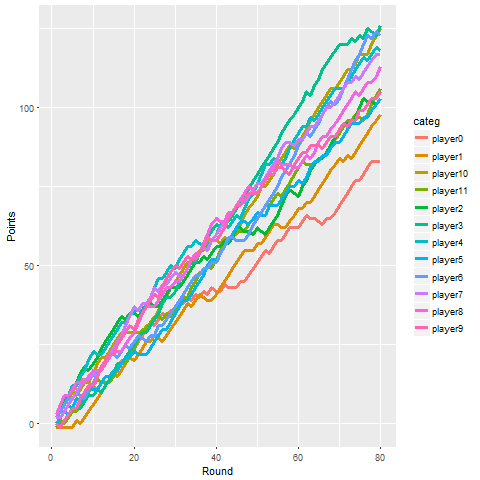 100
50
0
Points
0
20
40
60
80
Round
categ
player0
player1
player10
player11
player2
player3
player4
player5
player6
player7
player8
player9